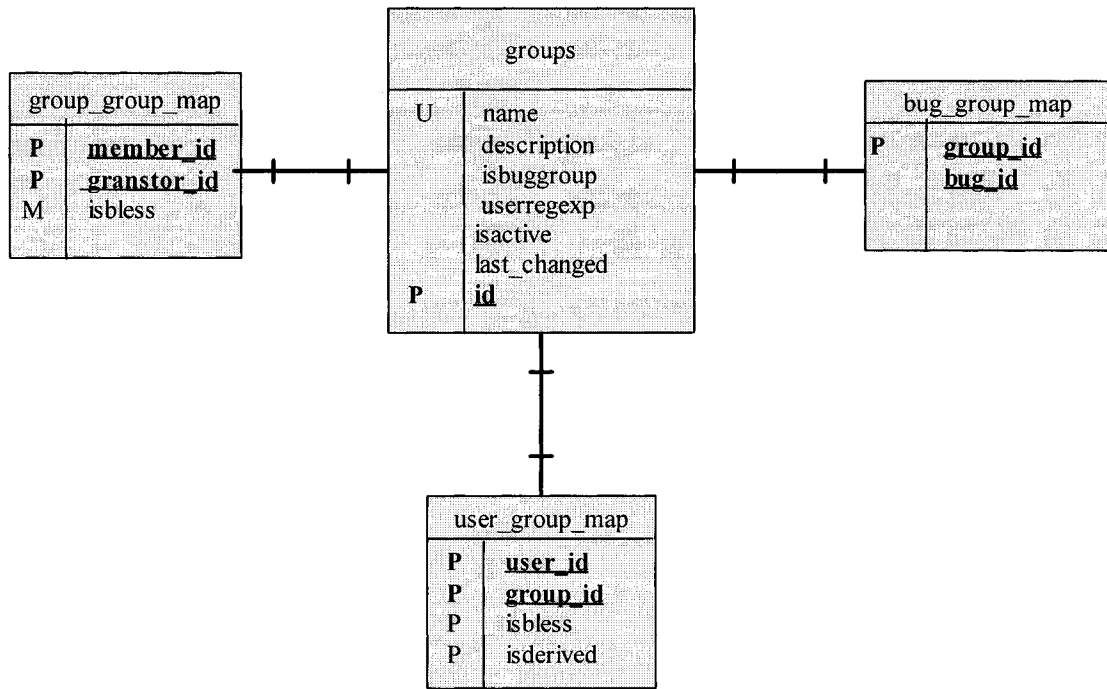 groups
U name
description
isbuggroup
userregexp
isactive
last_changed
P id
group_group_map
P member_id
P granstor_id
M isbless
bug_group_map
P group_id
bug_id
user_group_map
P user_id
P group_id
P isbless
P isderived